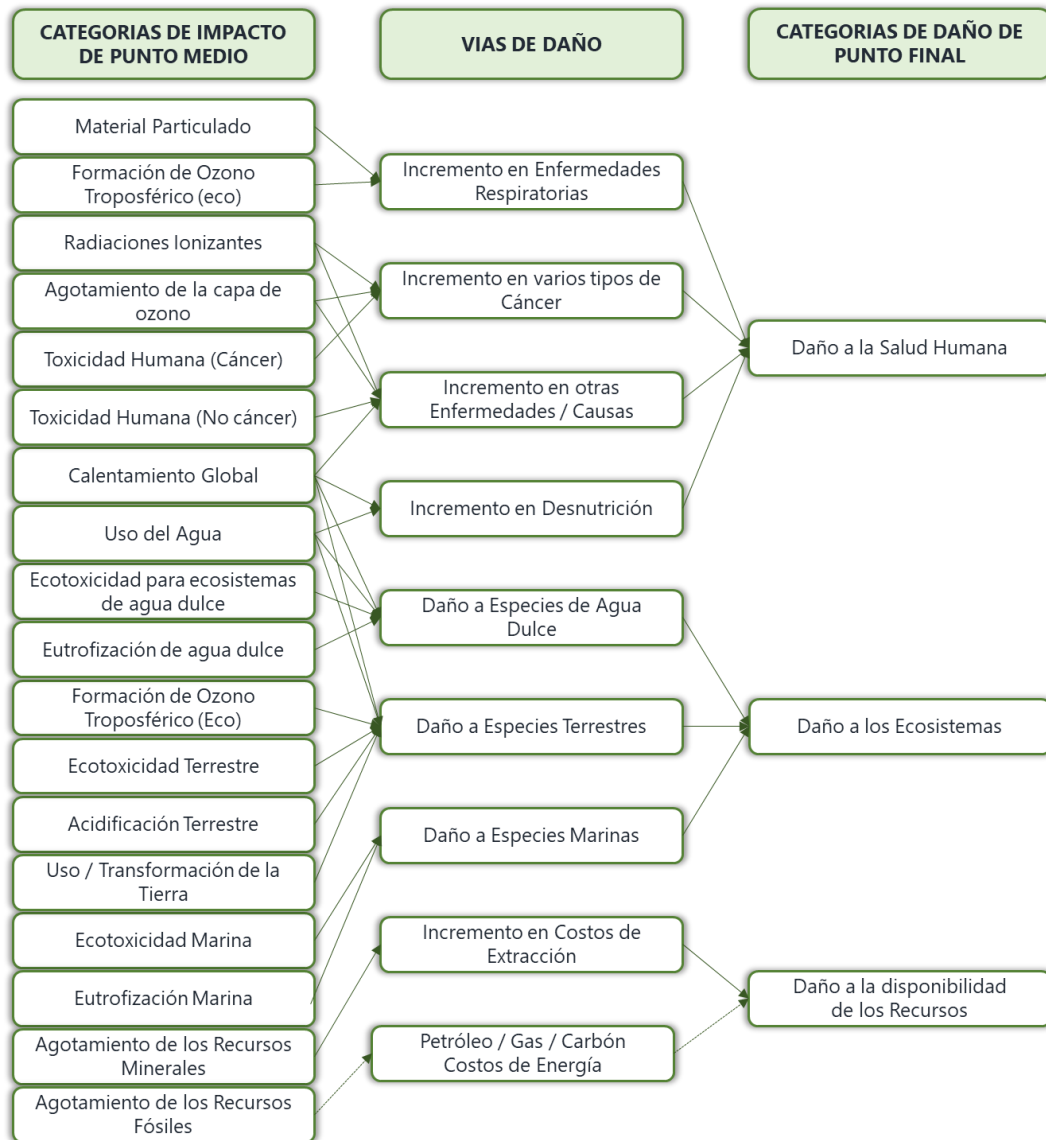 CATEGORIAS DE IMPACTO
DE PUNTO MEDIO
VIAS DE DAÑO
CATEGORIAS DE DAÑO DE
PUNTO FINAL
Material Particulado
Formación de Ozono
Troposférico (eco)
Radiaciones Ionizantes
Agotamiento de la capa de
ozono
Toxicidad Humana (Cáncer)
Toxicidad Humana (No cáncer)
Calentamiento Global
Uso del Agua
Ecotoxicidad para ecosistemas
de agua dulce
Eutrofización de agua dulce
Formación de Ozono
Troposférico (Eco)
Ecotoxicidad Terrestre
Acidificación Terrestre
Uso / Transformación de la
Tierra
Ecotoxicidad Marina
Eutrofización Marina
Agotamiento de los Recursos
Minerales
Agotamiento de los Recursos
Fósiles
Incremento en Enfermedades
Respiratorias
Incremento en varios tipos de
Cáncer
Incremento en otras
Enfermedades / Causas
Incremento en Desnutrición
Daño a Especies de Agua
Dulce
Daño a Especies Terrestres
Daño a Especies Marinas
Incremento en Costos de
Extracción
Petróleo / Gas / Carbón
Costos de Energía
Daño a la Salud Humana
Daño a los Ecosistemas
Daño a la disponibilidad
de los Recursos